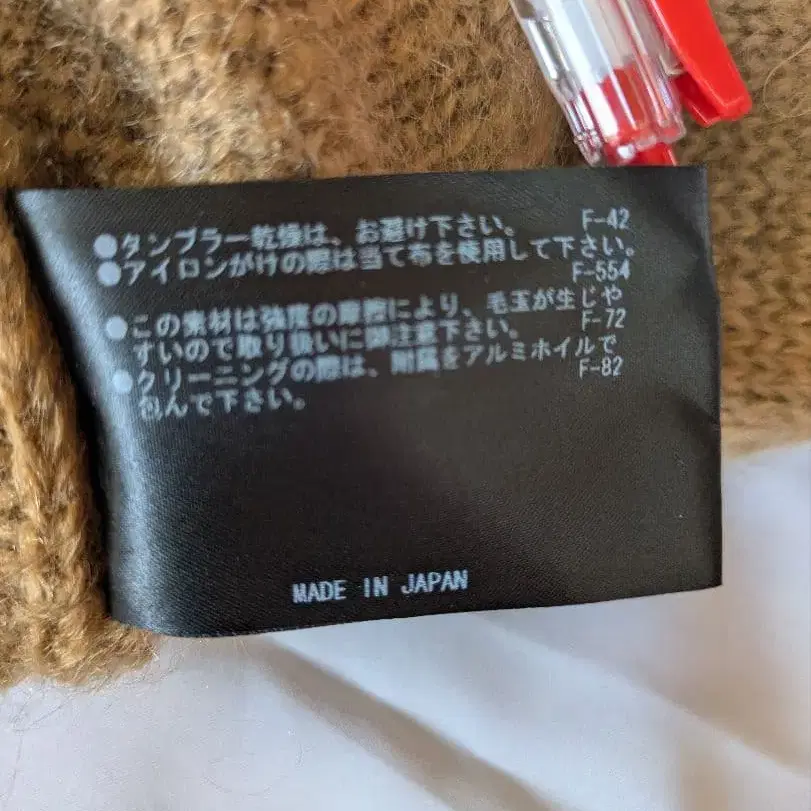 ●タンブラー乾燥は、お避け下さい。 F-42
●アイロンがけの際は当て布を使用して下さい。
F-554
●この素材は強度の摩擦により、毛玉が生じや
すいので取り扱いに御注意下さい。 F-72
●クリーニングの際は、附属をアルミホイルで
包んで下さい。 F-82
MADE IN JAPAN